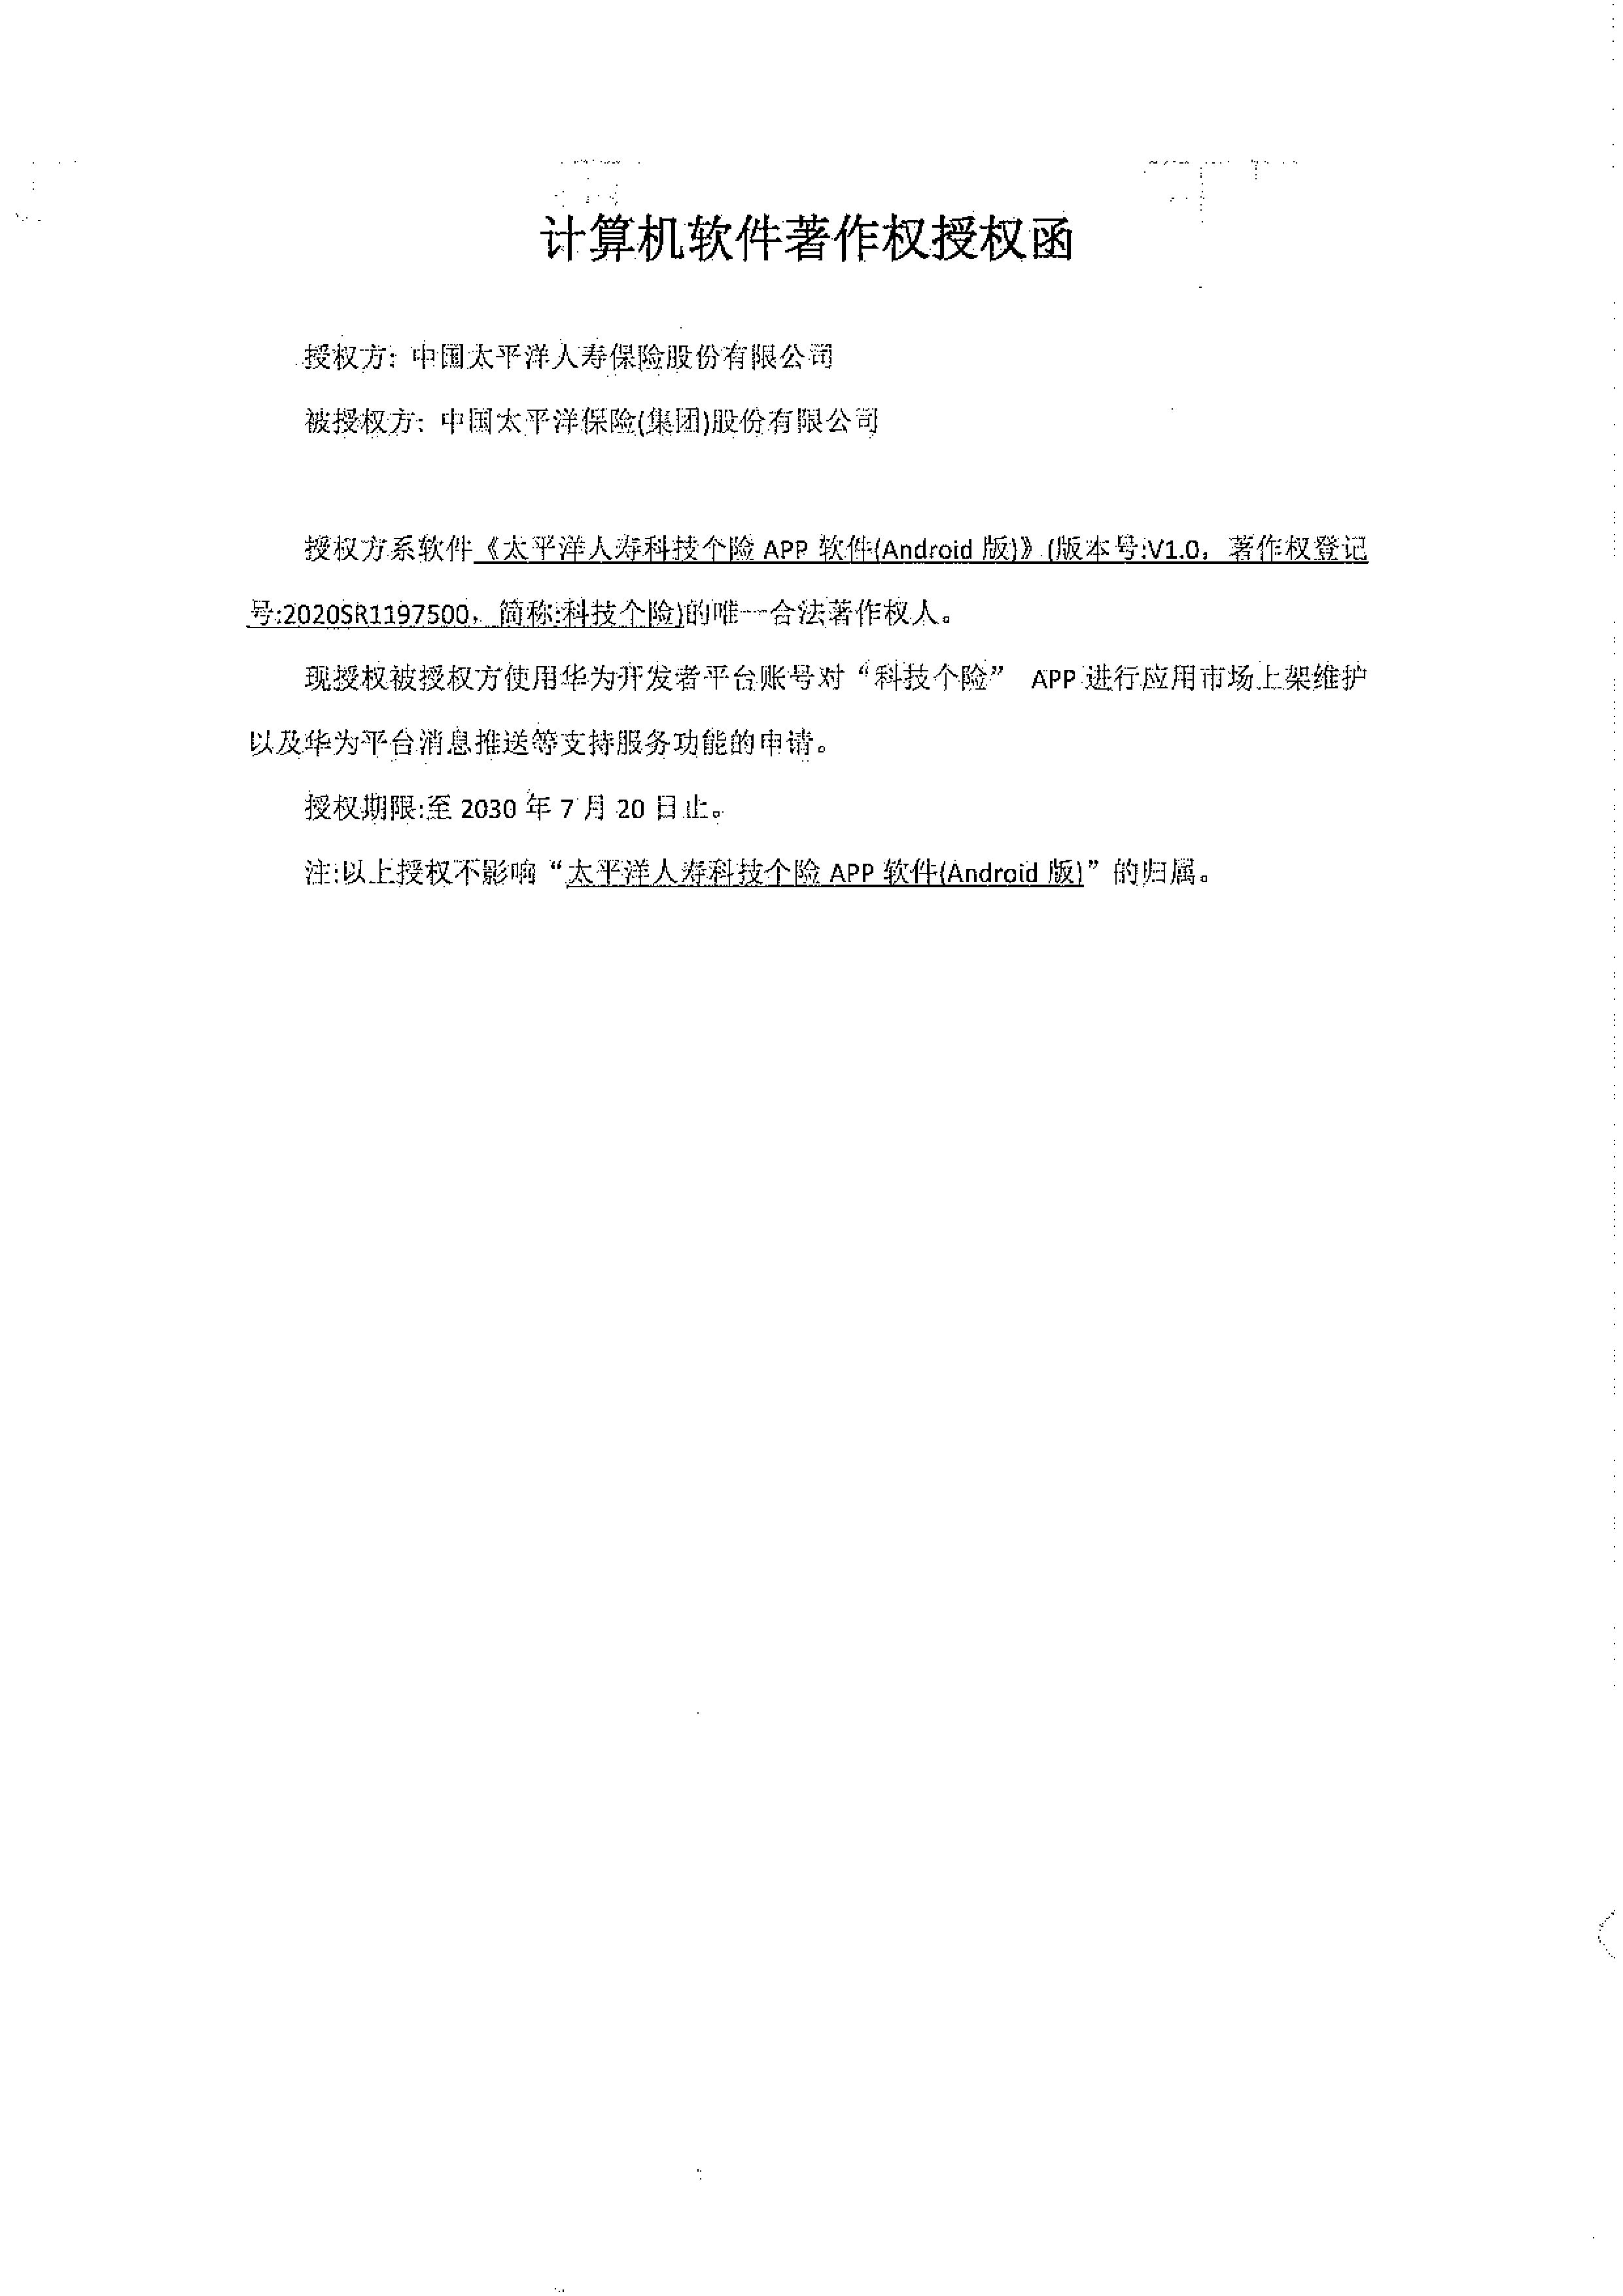 计算机软件著作权授权函
授权方：中国太平洋人寿保险股份有限公司
被授权方：中国太平洋保险(集团)股份有限公司
授权方系软件《太平洋人寿科技个险 APP 软件(Android 版)》(版本号:V1.0，著作权登记
号:2020SR1197500，简称:科技个险)的唯一合法著作权人。
现授权被授权方使用华为开发者平台账号对“科技个险” APP 进行应用市场上架维护
以及华为平台消息推送等支持服务功能的申请。
授权期限:至 2030 年 7 月 20 日止。
注:以上授权不影响“太平洋人寿科技个险 APP 软件(Android 版)”的归属。